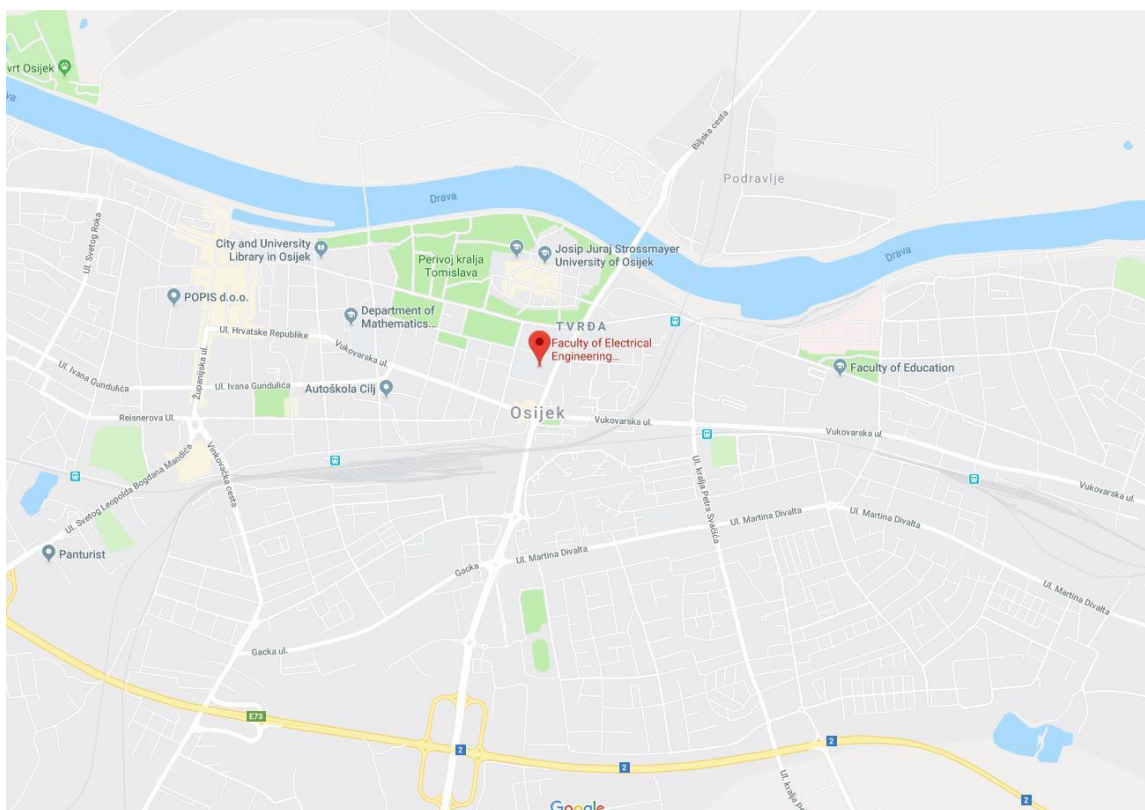 vrt Osijek
va
Drava
Biljska cesta
Podravlje
Drava
Ul. Svetog Roka
City and University
Library in Osijek
Perivoj kralja
Tomislava
Josip Juraj Strossmayer
University of Osijek
POPIS d.o.o.
Department of
Mathematics...
TVRĐA
Ul. Hrvatske Republike
Vukovarska ul.
Faculty of Electrical
Engineering...
Faculty of Education
Ul. Ivana Gundulića
Županijska ul.
Ul. Ivana Gundulića
Autoškola Cilj
Reisnerova Ul.
Osijek
Vukovarska ul.
Vukovarska ul.
Vukovarska ul.
Ul. Svetog Leopolda Bogdana Mandića
Vinkovačka cesta
Ul. kralja Petra Svačića
Ul. Martina Divalta
Ul. Martina Divalta
Ul. Martina Divalta
Ul. Martina Divalta
Panturist
Gacka
Gacka ul.
E73
2
2
2
2
Ul. kralja Pe
Google